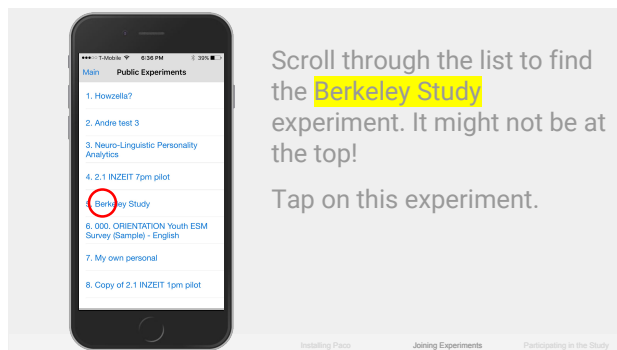 T-Mobile 6:36 PM 39%
Main Public Experiments
1. Howzella?
2. Andre test 3
3. Neuro-Linguistic Personality
Analytics
4. 2.1 INZEIT 7pm pilot
5. Berkeley Study
6. 000. ORIENTATION Youth ESM
Survey (Sample) - English
7. My own personal
8. Copy of 2.1 INZEIT 1pm pilot
Scroll through the list to find
the Berkeley Study
experiment. It might not be at
the top!
Tap on this experiment.
Installing Paco Joining Experiments Participating in the Study